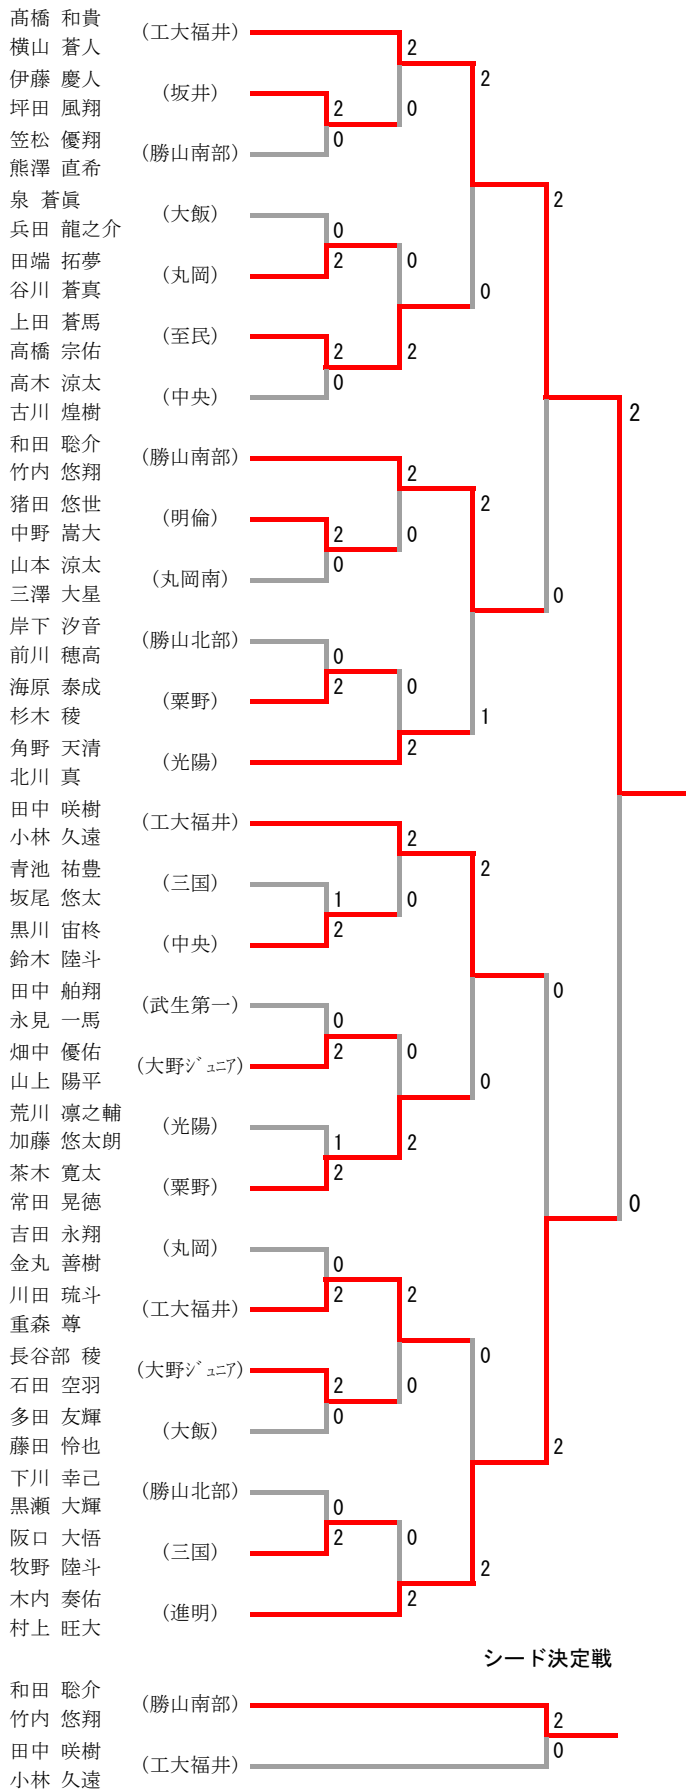 髙橋 和貴
横山 蒼人
(工大福井)
2
伊藤 慶人
坪田 風翔
(坂井)
2
2
0
笠松 優翔
熊澤 直希
(勝山南部)
0
泉 蒼眞
兵田 龍之介
(大飯)
0
2
田端 拓夢
谷川 蒼真
(丸岡)
2
0
0
上田 蒼馬
高橋 宗佑
(至民)
2
2
高木 涼太
古川 煌樹
(中央)
0
2
和田 聡介
竹内 悠翔
(勝山南部)
2
猪田 悠世
中野 嵩大
(明倫)
2
2
0
山本 涼太
三澤 大星
(丸岡南)
0
0
岸下 汐音
前川 穂高
(勝山北部)
0
海原 泰成
杉木 稜
(粟野)
2
0
1
角野 天清
北川 真
(光陽)
2
田中 咲樹
小林 久遠
(工大福井)
2
青池 祐豊
坂尾 悠太
(三国)
1
2
0
黒川 宙柊
鈴木 陸斗
(中央)
2
田中 舶翔
永見 一馬
(武生第一)
0
0
畑中 優佑
山上 陽平
(大野ジュニア)
2
0
0
荒川 凛之輔
加藤 悠太朗
(光陽)
1
2
茶木 寛太
常田 晃徳
(粟野)
2
0
吉田 永翔
金丸 善樹
(丸岡)
0
川田 琉斗
重森 尊
(工大福井)
2
2
長谷部 稜
石田 空羽
(大野ジュニア)
2
0
0
多田 友輝
藤田 怜也
(大飯)
0
2
下川 幸己
黒瀬 大輝
(勝山北部)
0
阪口 大悟
牧野 陸斗
(三国)
2
0
2
木内 奏佑
村上 旺大
(進明)
2
シード決定戦
和田 聡介
竹内 悠翔
(勝山南部)
2
田中 咲樹
小林 久遠
(工大福井)
0